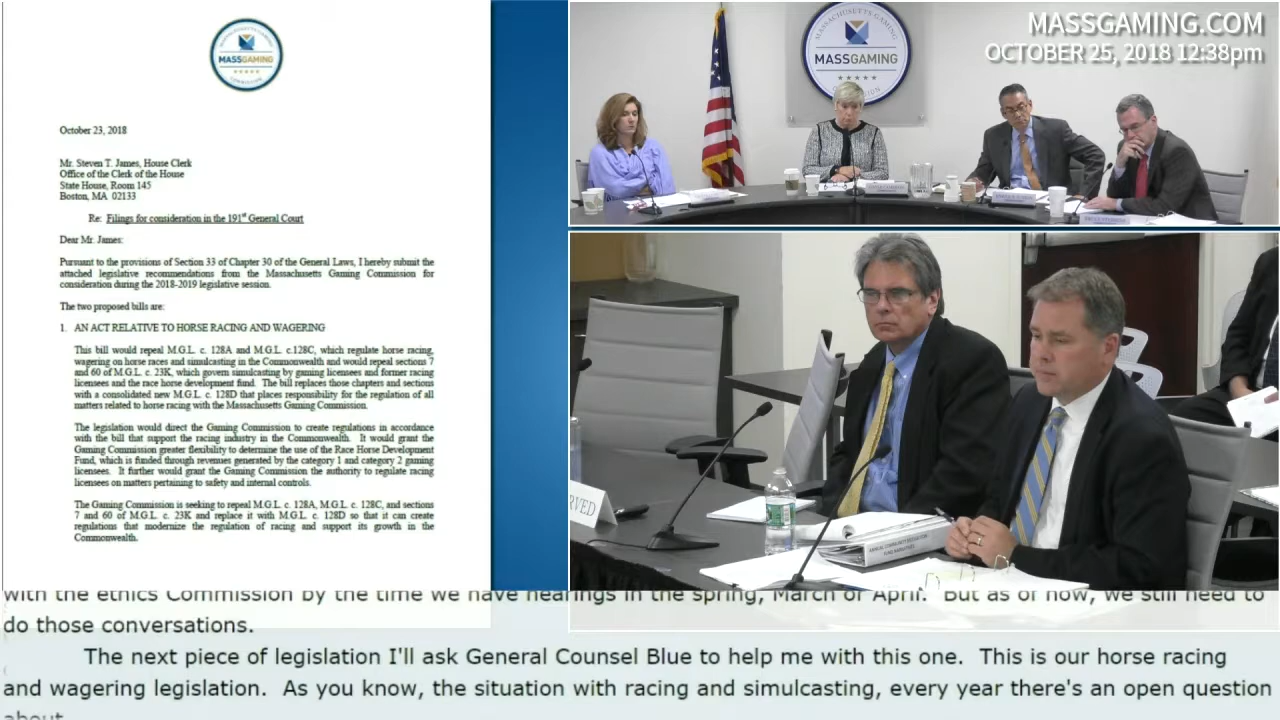 MASSGAMING
October 23, 2018
Mr. Steven T. James, House Clerk
Office of the Clerk of the House
State House, Room 145
Boston, MA 02133
Re: Filings for consideration in the 191st General Court
Dear Mr. James:
Pursuant to the provisions of Section 33 of Chapter 30 of the General Laws, I hereby submit the
attached legislative recommendations from the Massachusetts Gaming Commission for
consideration during the 2018-2019 legislative session.
The two proposed bills are:
1. AN ACT RELATIVE TO HORSE RACING AND WAGERING
This bill would repeal M.G.L. c. 128A and M.G.L. c.128C, which regulate horse racing,
wagering on horse races and simulcasting in the Commonwealth and would repeal sections 7
and 60 of M.G.L. c. 23K, which govern simulcasting by gaming licensees and former racing
licensees and the race horse development fund. The bill replaces those chapters and sections
with a consolidated new M.G.L. c. 128D that places responsibility for the regulation of all
matters related to horse racing with the Massachusetts Gaming Commission.
The legislation would direct the Gaming Commission to create regulations in accordance
with the bill that support the racing industry in the Commonwealth. It would grant the
Gaming Commission greater flexibility to determine the use of the Race Horse Development
Fund, which is funded through revenues generated by the category 1 and category 2 gaming
licensees. It further would grant the Gaming Commission the authority to regulate racing
licensees on matters pertaining to safety and internal controls.
The Gaming Commission is seeking to repeal M.G.L. c. 128A, M.G.L. c. 128C, and sections
7 and 60 of M.G.L. c. 23K and replace it with M.G.L. c. 128D so that it can create
regulations that modernize the regulation of racing and support its growth in the
Commonwealth.
MASSACHUSETTS GAMING
MASSGAMING
COMMISSION
MASSGAMING.COM
OCTOBER 25, 2018 12:38pm
RVED
with the ethics Commission by the time we have hearings in the spring, March or April. But as of now, we still need to
do those conversations.
The next piece of legislation I'll ask General Counsel Blue to help me with this one. This is our horse racing
and wagering legislation. As you know, the situation with racing and simulcasting, every year there's an open question
about